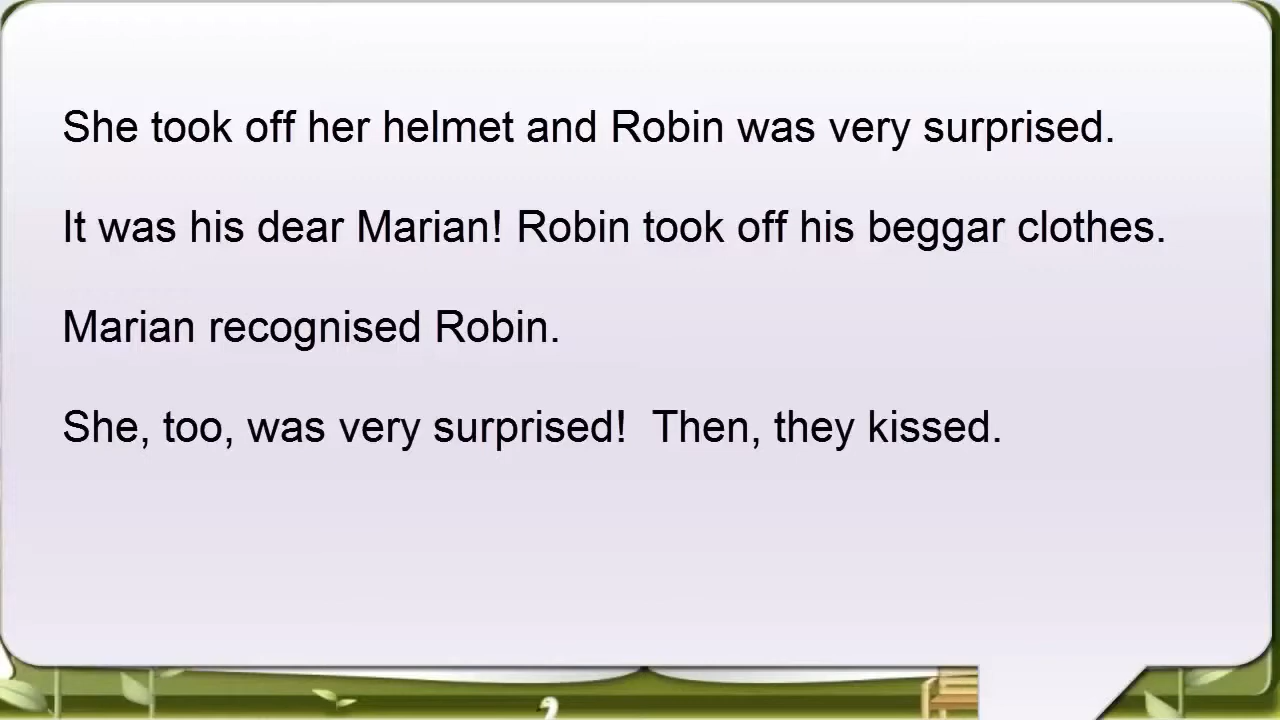 She took off her helmet and Robin was very surprised.
It was his dear Marian! Robin took off his beggar clothes.
Marian recognised Robin.
She, too, was very surprised!  Then, they kissed.